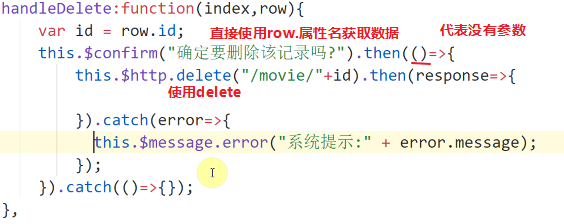 handleDelete:function(index,row){
var id = row.id; 直接使用row.属性名获取数据 代表没有参数
this.$confirm("确定要删除该记录吗?").then(()=>{
this.$http.delete("/movie/"+id).then(response=>{
使用delete
}).catch(error=>{
this.$message.error("系统提示:" + error.message);
});
}).catch(()=>{});
},